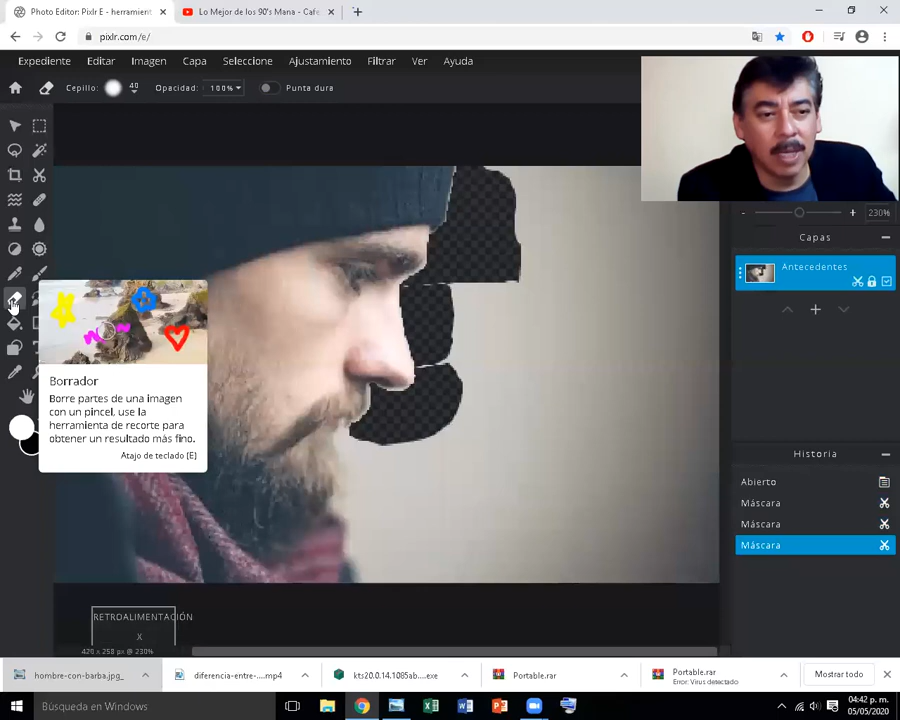 Photo Editor: Pixlr E - herramient
Lo Mejor de los 90's Mana - Cafe
pixlr.com/e/
Expediente Editar Imagen Capa Seleccione Ajustamiento Filtrar Ver Ayuda
Cepillo: 40 Opacidad: 100% Punta dura
- + 230%
Capas
Antecedentes
Borrador
Borre partes de una imagen
con un pincel, use la
herramienta de recorte para
obtener un resultado más fino.
Atajo de teclado [E]
Historia
Abierto
Máscara
Máscara
Máscara
RETROALIMENTACIÓN
X
420 x 258 px @ 230%
hombre-con-barba.jpg_
diferencia-entre-....mp4
kts20.0.14.1085ab....exe
Portable.rar
Portable.rar
Error: Virus detectado
Mostrar todo
Búsqueda en Windows
04:42 p. m.
05/05/2020